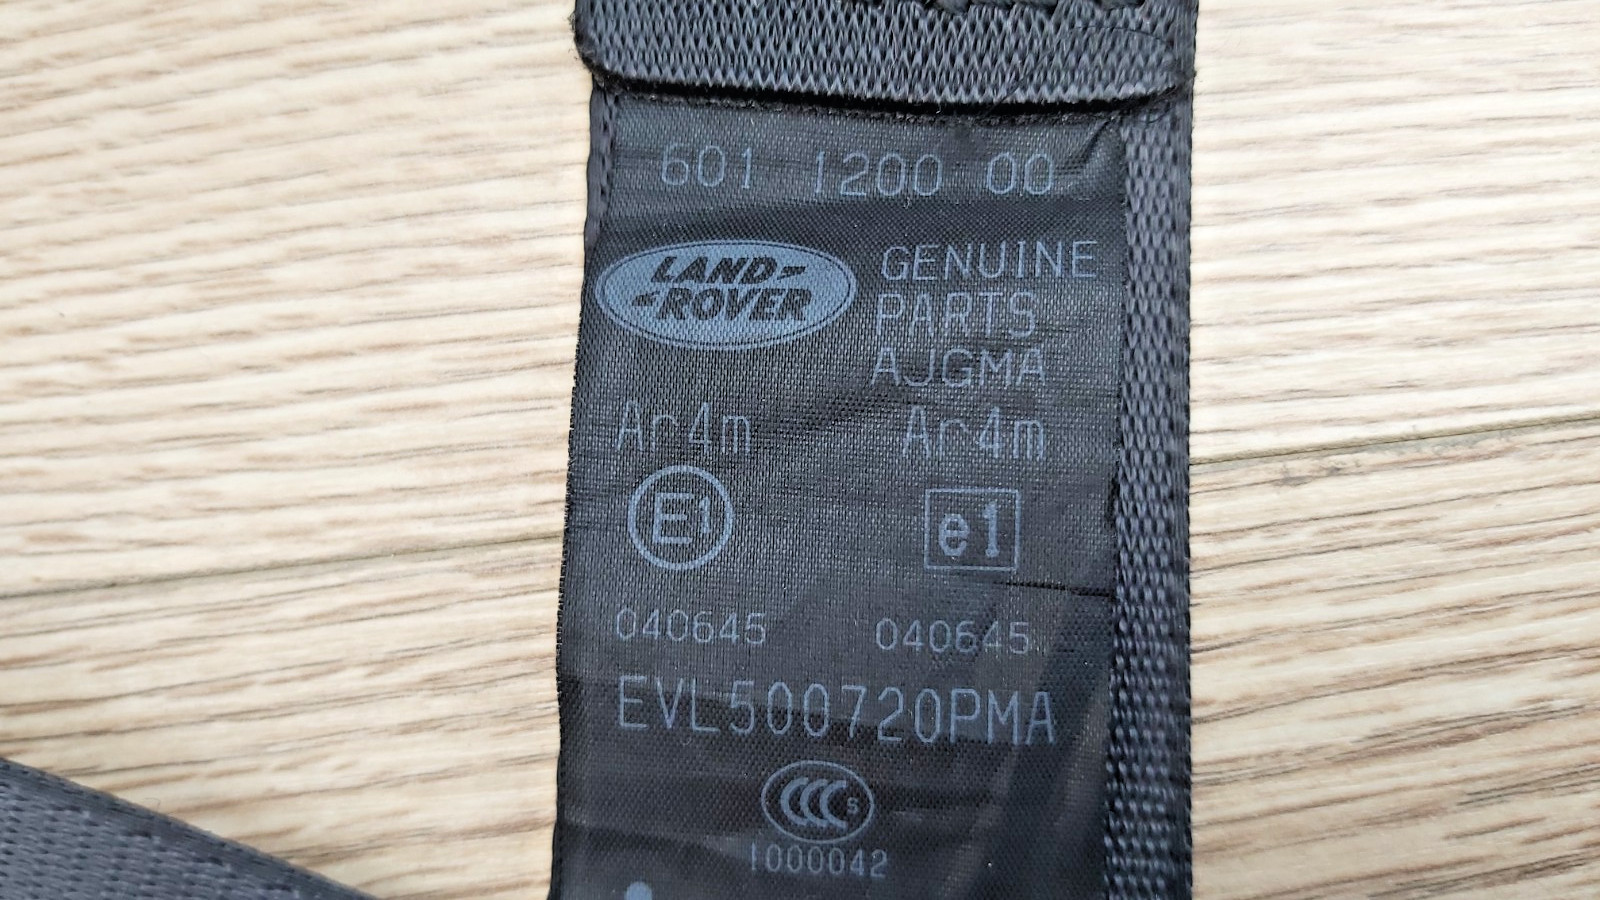 601 1200 00
LAND-
-ROVER
GENUINE
PARTS
AJGMA
Ar4m Ar4m
E1 e1
040645 040645
EVL500720PMA
CCC S
1000042